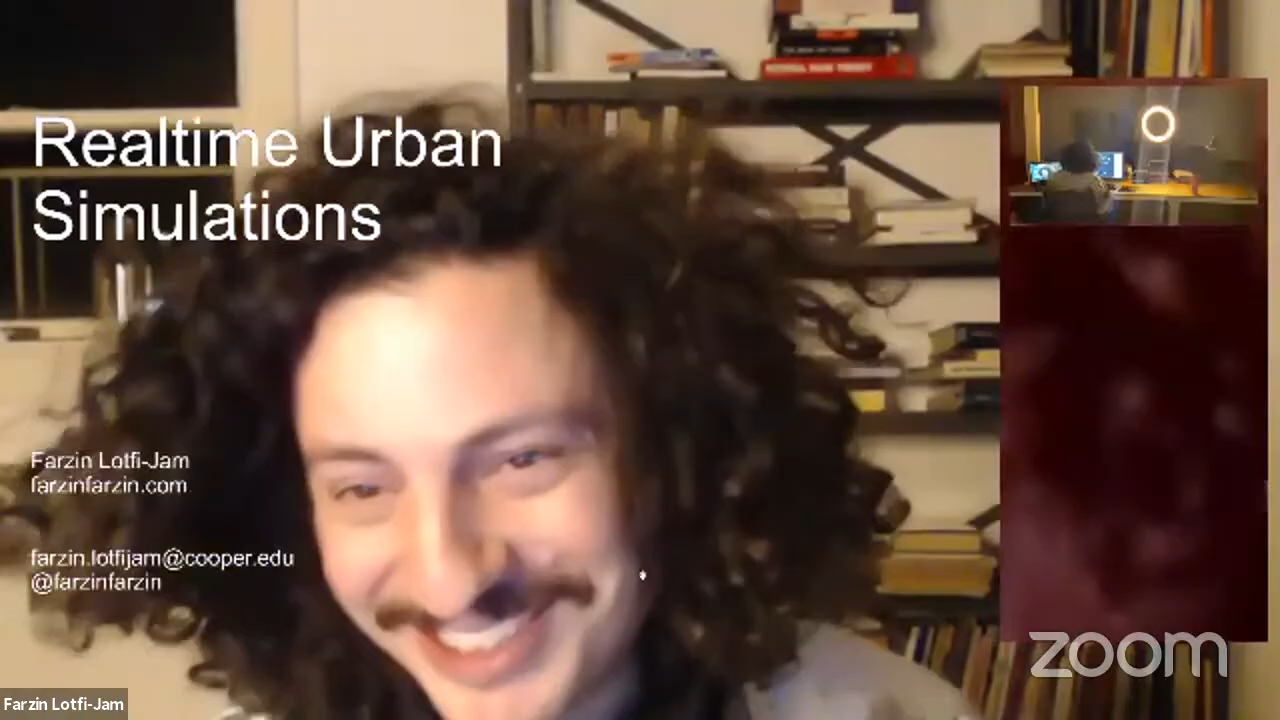 Realtime Urban
Simulations
Farzin Lotfi-Jam
farzinfarzin.com
farzin.lotfijam@cooper.edu
@farzinfarzin
zoom
Farzin Lotfi-Jam